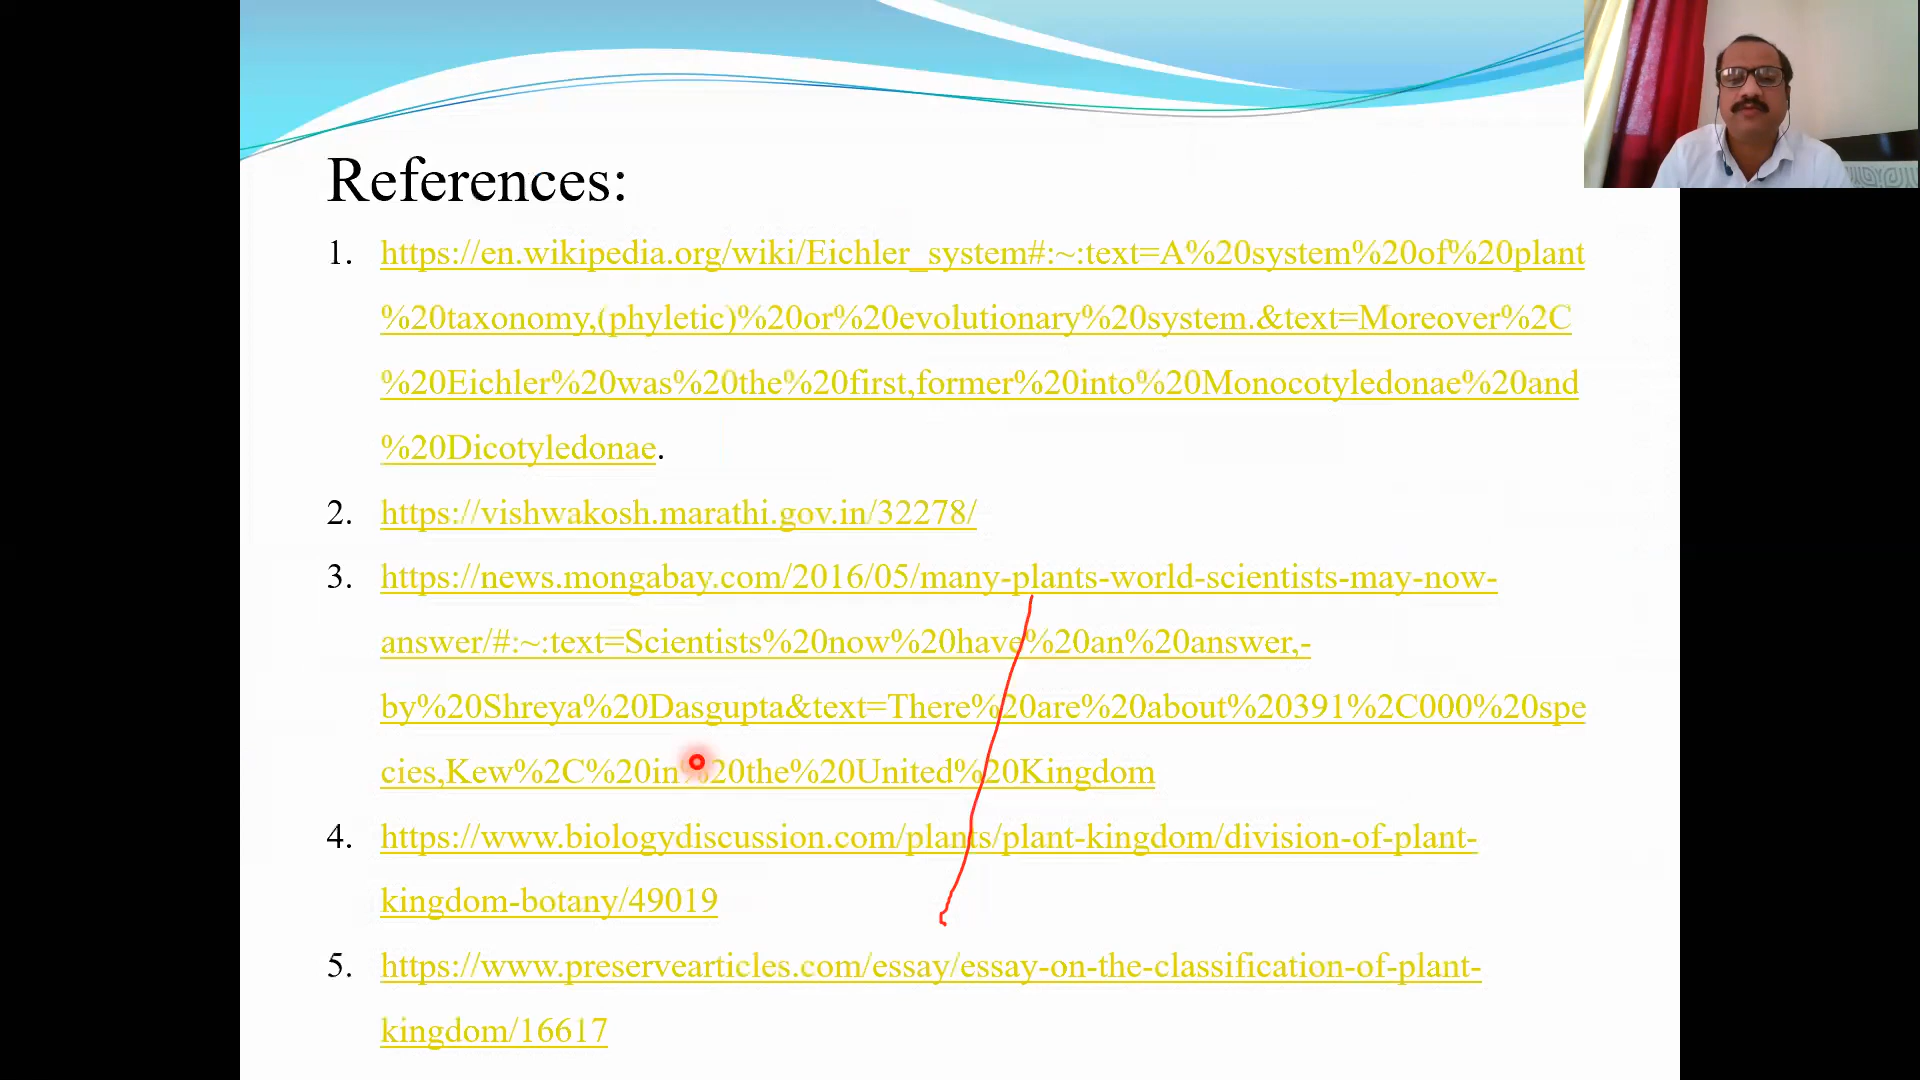 References:
1. https://en.wikipedia.org/wiki/Eichler_system#:~:text=A%20system%20of%20plant
%20taxonomy,(phyletic)%20or%20evolutionary%20system.&text=Moreover%2C
%20Eichler%20was%20the%20first,former%20into%20Monocotyledonae%20and
%20Dicotyledonae.
2. https://vishwakosh.marathi.gov.in/32278/
3. https://news.mongabay.com/2016/05/many-plants-world-scientists-may-now-
answer/#:~:text=Scientists%20now%20have%20an%20answer,-
by%20Shreya%20Dasgupta&text=There%20are%20about%20391%2C000%20spe
cies,Kew%2C%20in%20the%20United%20Kingdom
4. https://www.biologydiscussion.com/plants/plant-kingdom/division-of-plant-
kingdom-botany/49019
5. https://www.preservearticles.com/essay/essay-on-the-classification-of-plant-
kingdom/16617